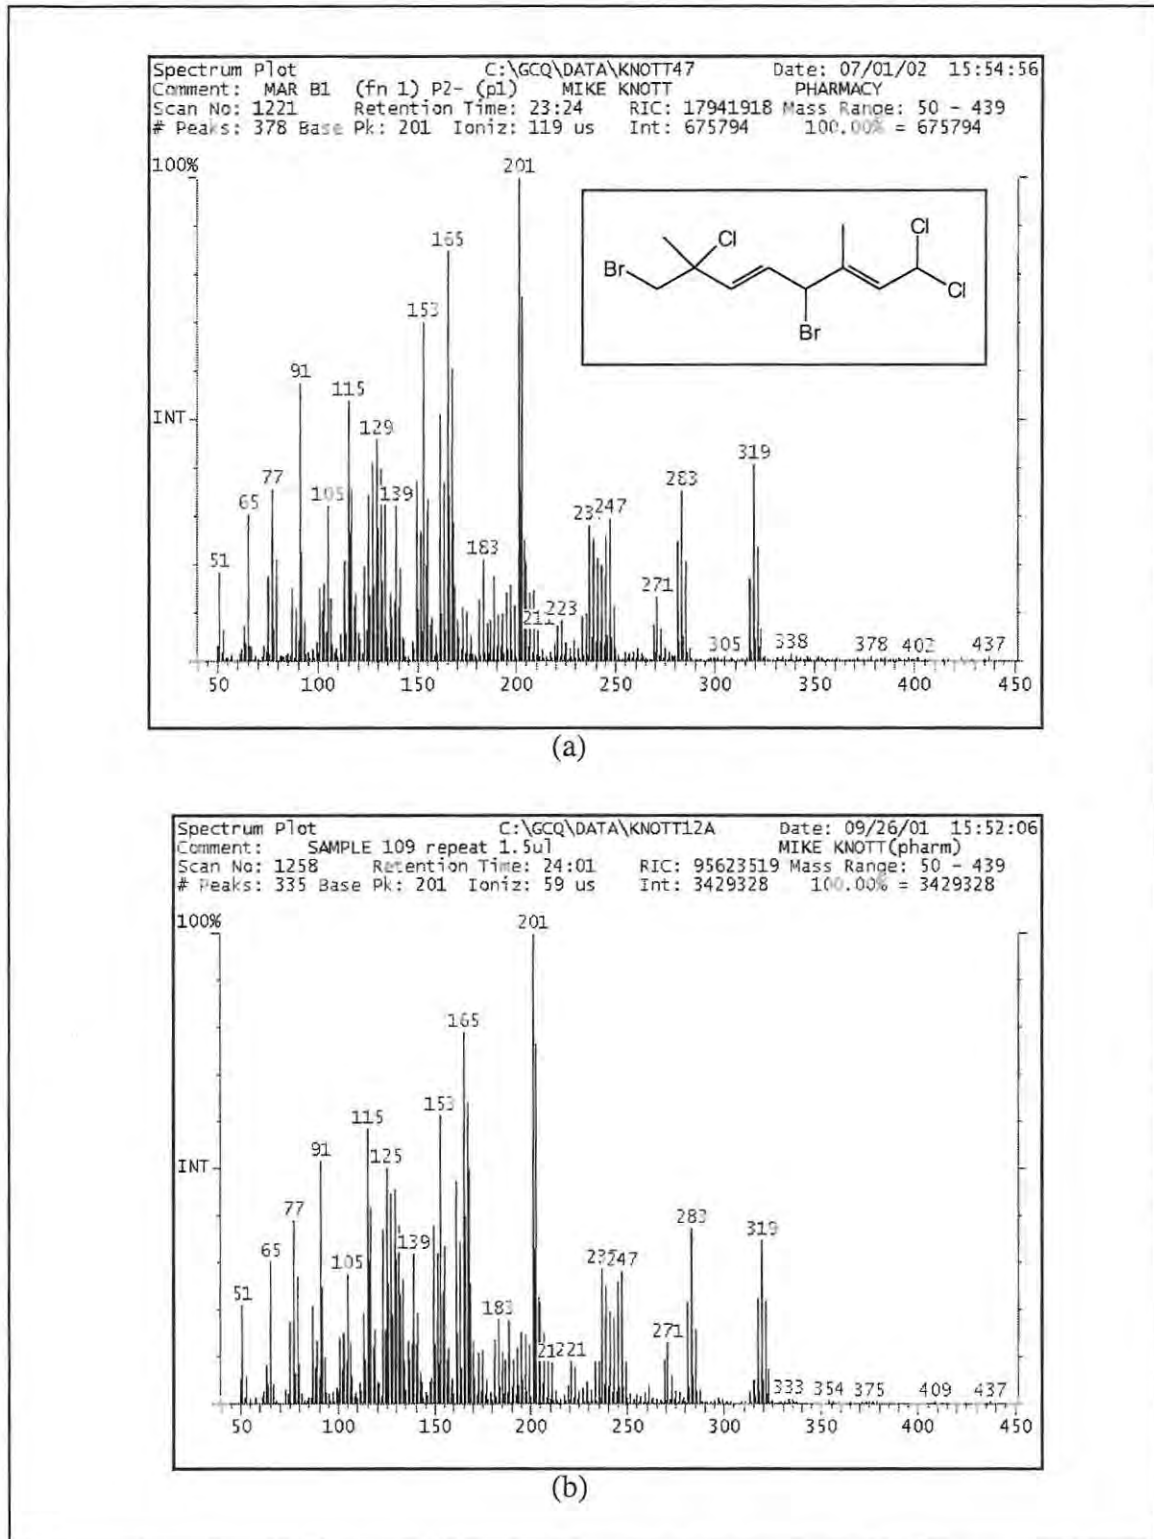 Spectrum Plot C:\GCQ\DATA\KNOTT47 Date: 07/01/02 15:54:56
Comment: MAR B1 (fn 1) P2- (p1) MIKE KNOTT PHARMACY
Scan No: 1221 Retention Time: 23:24 RIC: 17941918 Mass Range: 50 - 439
# Peaks: 378 Base Pk: 201 Ioniz: 119 us Int: 675794 100.00% = 675794
100%
201
165
153
91
115
INT
129
77
105
139
65
51
183
211
223
247
271
283
305
319
338
378
402
437
Cl
Br
Cl
Cl
Br
50 100 150 200 250 300 350 400 450
(a)
Spectrum Plot C:\GCQ\DATA\KNOTT12A Date: 09/26/01 15:52:06
Comment: SAMPLE 109 repeat 1.5ul MIKE KNOTT(pharm)
Scan No: 1258 Retention Time: 24:01 RIC: 95623519 Mass Range: 50 - 439
# Peaks: 335 Base Pk: 201 Ioniz: 59 us Int: 3429328 100.00% = 3429328
100%
201
165
153
115
91
125
INT
77
65
105
139
51
183
221
247
271
283
319
333
354
375
409
437
50 100 150 200 250 300 350 400 450
(b)